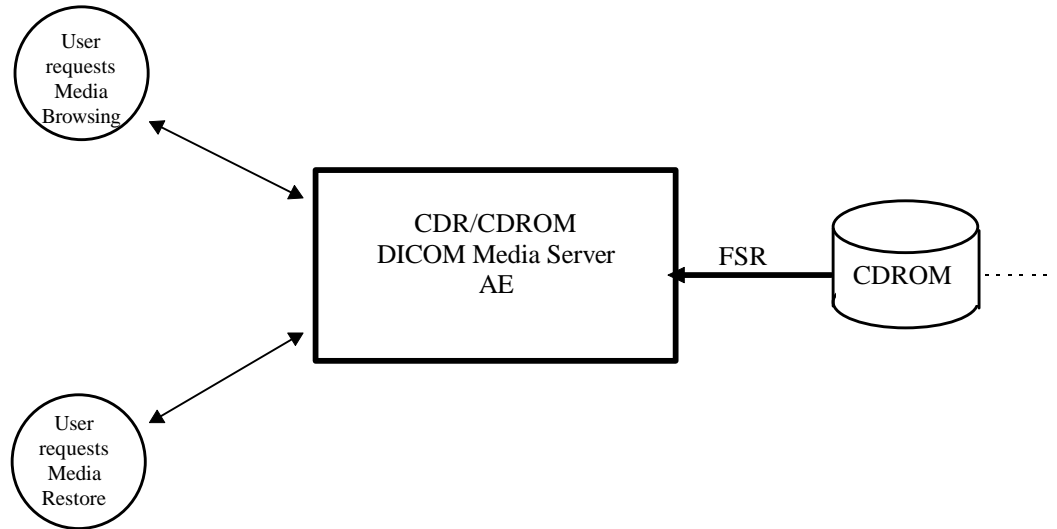 User
requests
Media
Browsing
CDR/CDROM
DICOM Media Server
AE
FSR
CDROM
User
requests
Media
Restore